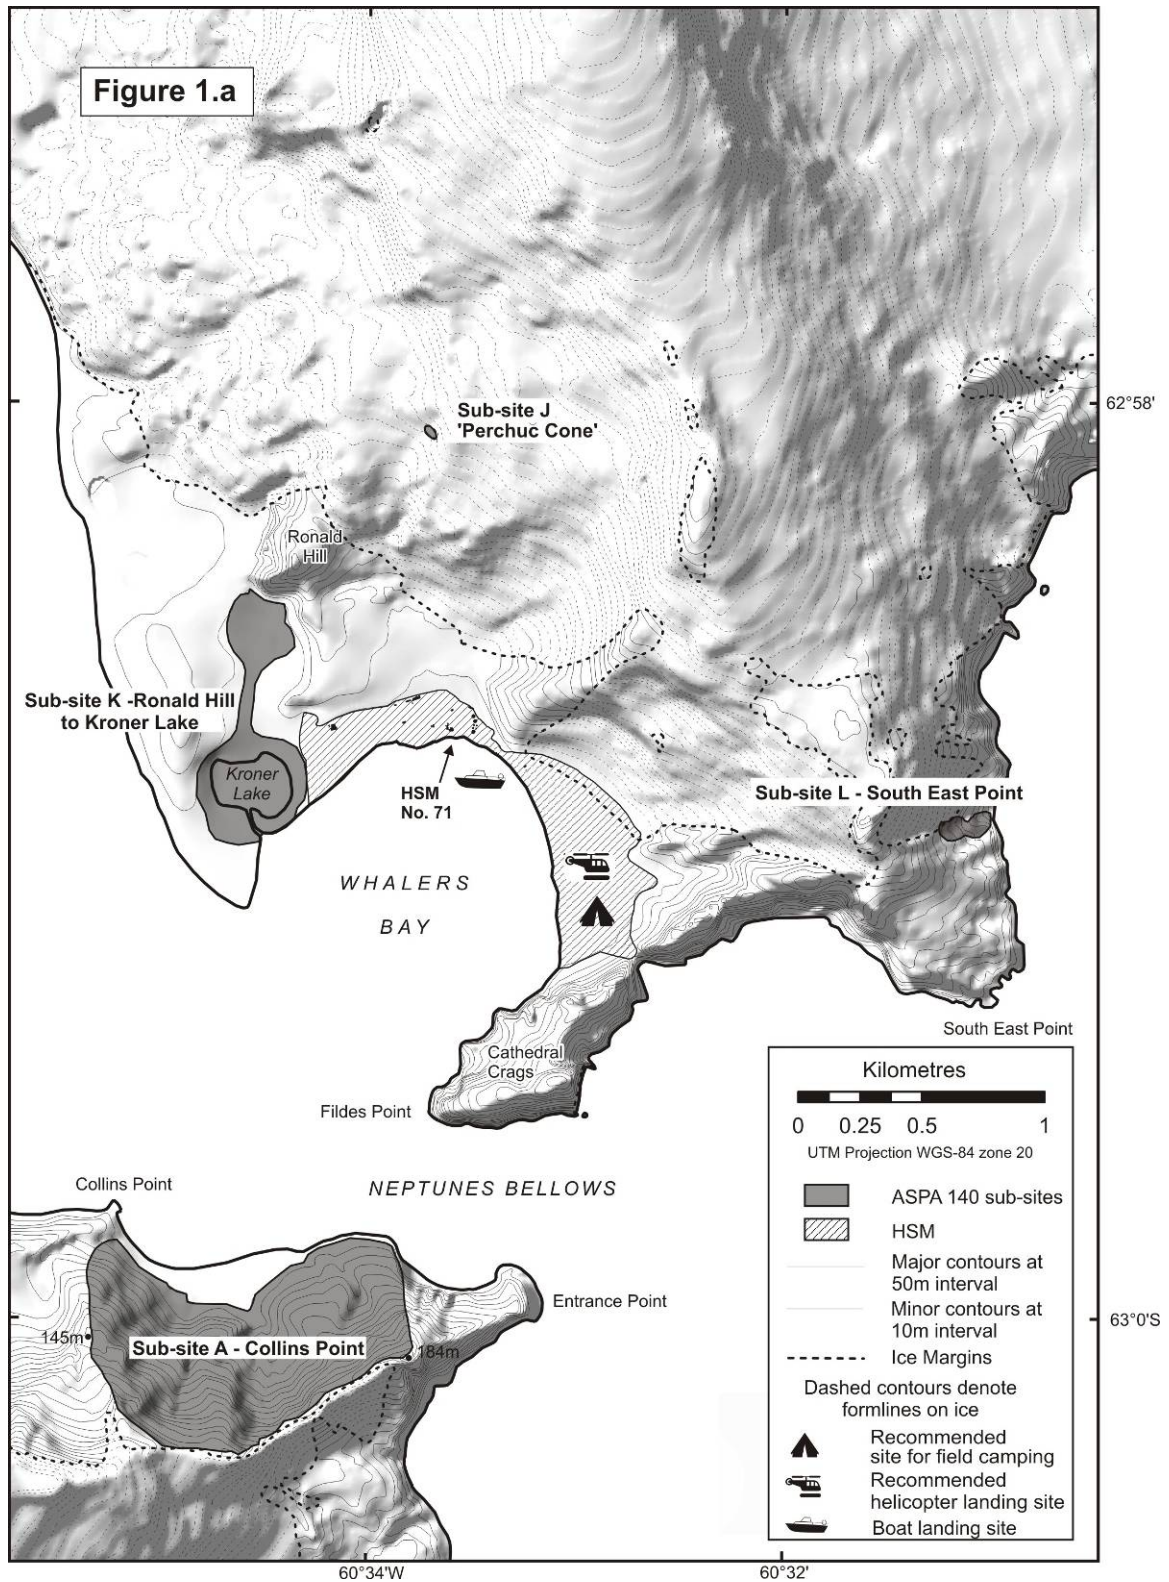 Figure 1.a
Sub-site J
'Perchuc Cone'
62°58'
Ronald
Hill
Sub-site K -Ronald Hill
to Kroner Lake
Kroner
Lake
HSM
No. 71
Sub-site L - South East Point
WHALERS
BAY
South East Point
Cathedral
Crags
Fildes Point
Collins Point
NEPTUNES BELLOWS
Entrance Point
145m
Sub-site A - Collins Point
184m
Kilometres
0 0.25 0.5 1
UTM Projection WGS-84 zone 20
ASPA 140 sub-sites
HSM
Major contours at
50m interval
Minor contours at
10m interval
Ice Margins
Dashed contours denote
formlines on ice
Recommended
site for field camping
Recommended
helicopter landing site
Boat landing site
63°0'S
60°34'W
60°32'